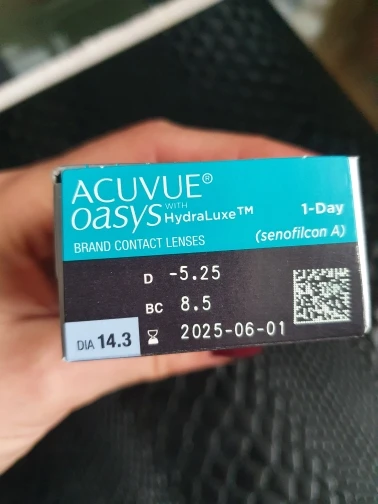 ACUVUE®
OASYS WITH HydraLuxe™ 1-Day
BRAND CONTACT LENSES (senofilcon A)
D -5.25
BC 8.5
DIA 14.3 2025-06-01